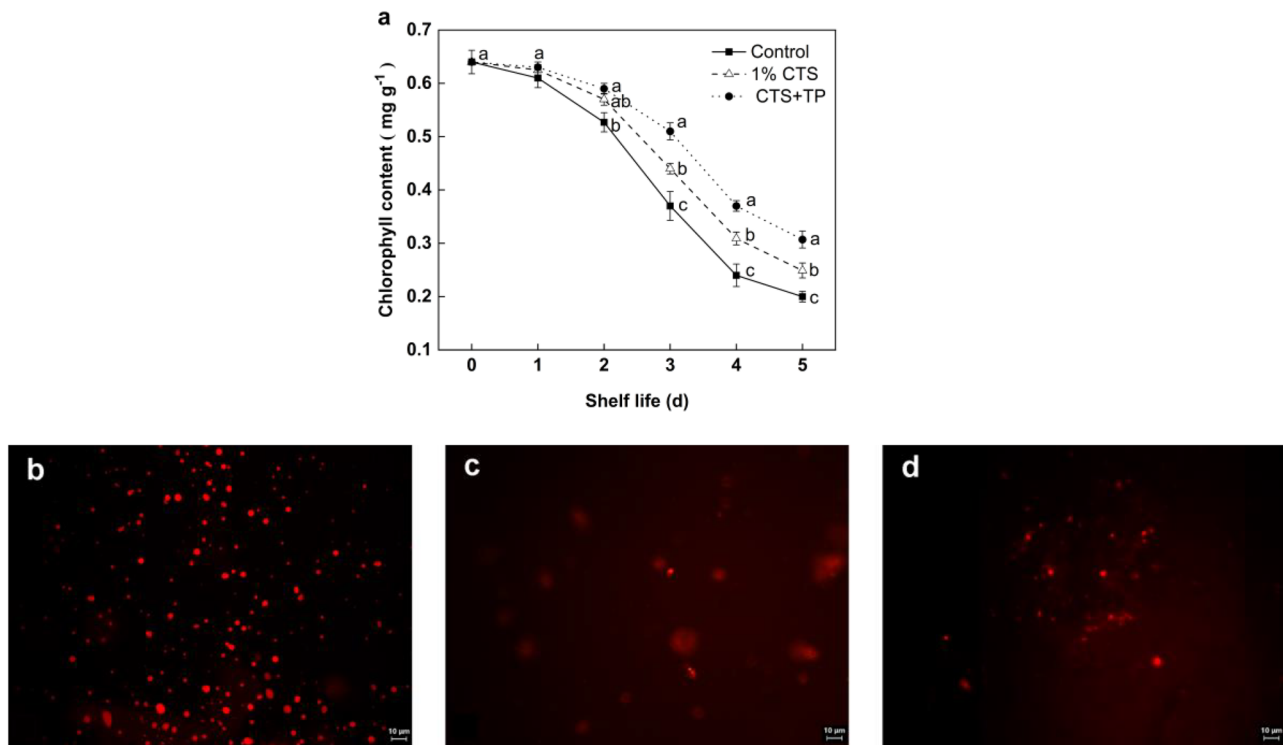 a
0.7
0.6
0.5
0.4
0.3
0.2
0.1
Chlorophyll content ( mg g⁻¹ )
Control
1% CTS
CTS+TP
a
a
a
ab
b
a
b
c
a
b
c
a
b
c
0 1 2 3 4 5
Shelf life (d)
b
10 µm
c
10 µm
d
10 µm